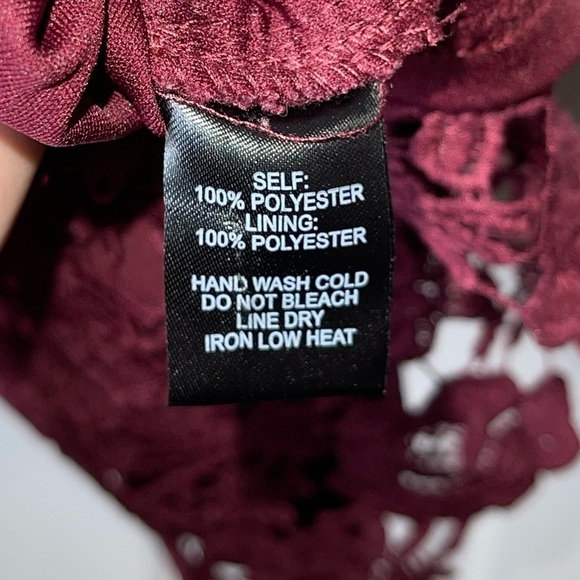 SELF:
100% POLYESTER
LINING:
100% POLYESTER
HAND WASH COLD
DO NOT BLEACH
LINE DRY
IRON LOW HEAT